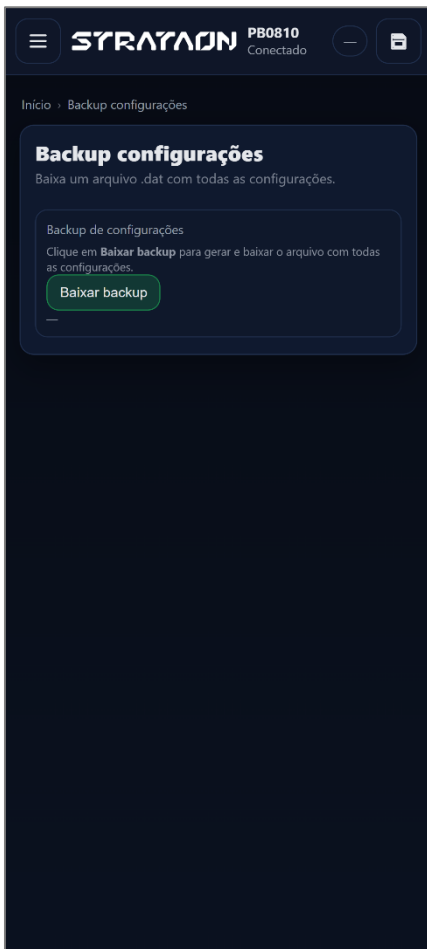 STRATAON
PB0810
Conectado
—
Início › Backup configurações
Backup configurações
Baixa um arquivo .dat com todas as configurações.
Backup de configurações
Clique em Baixar backup para gerar e baixar o arquivo com todas
as configurações.
Baixar backup
—